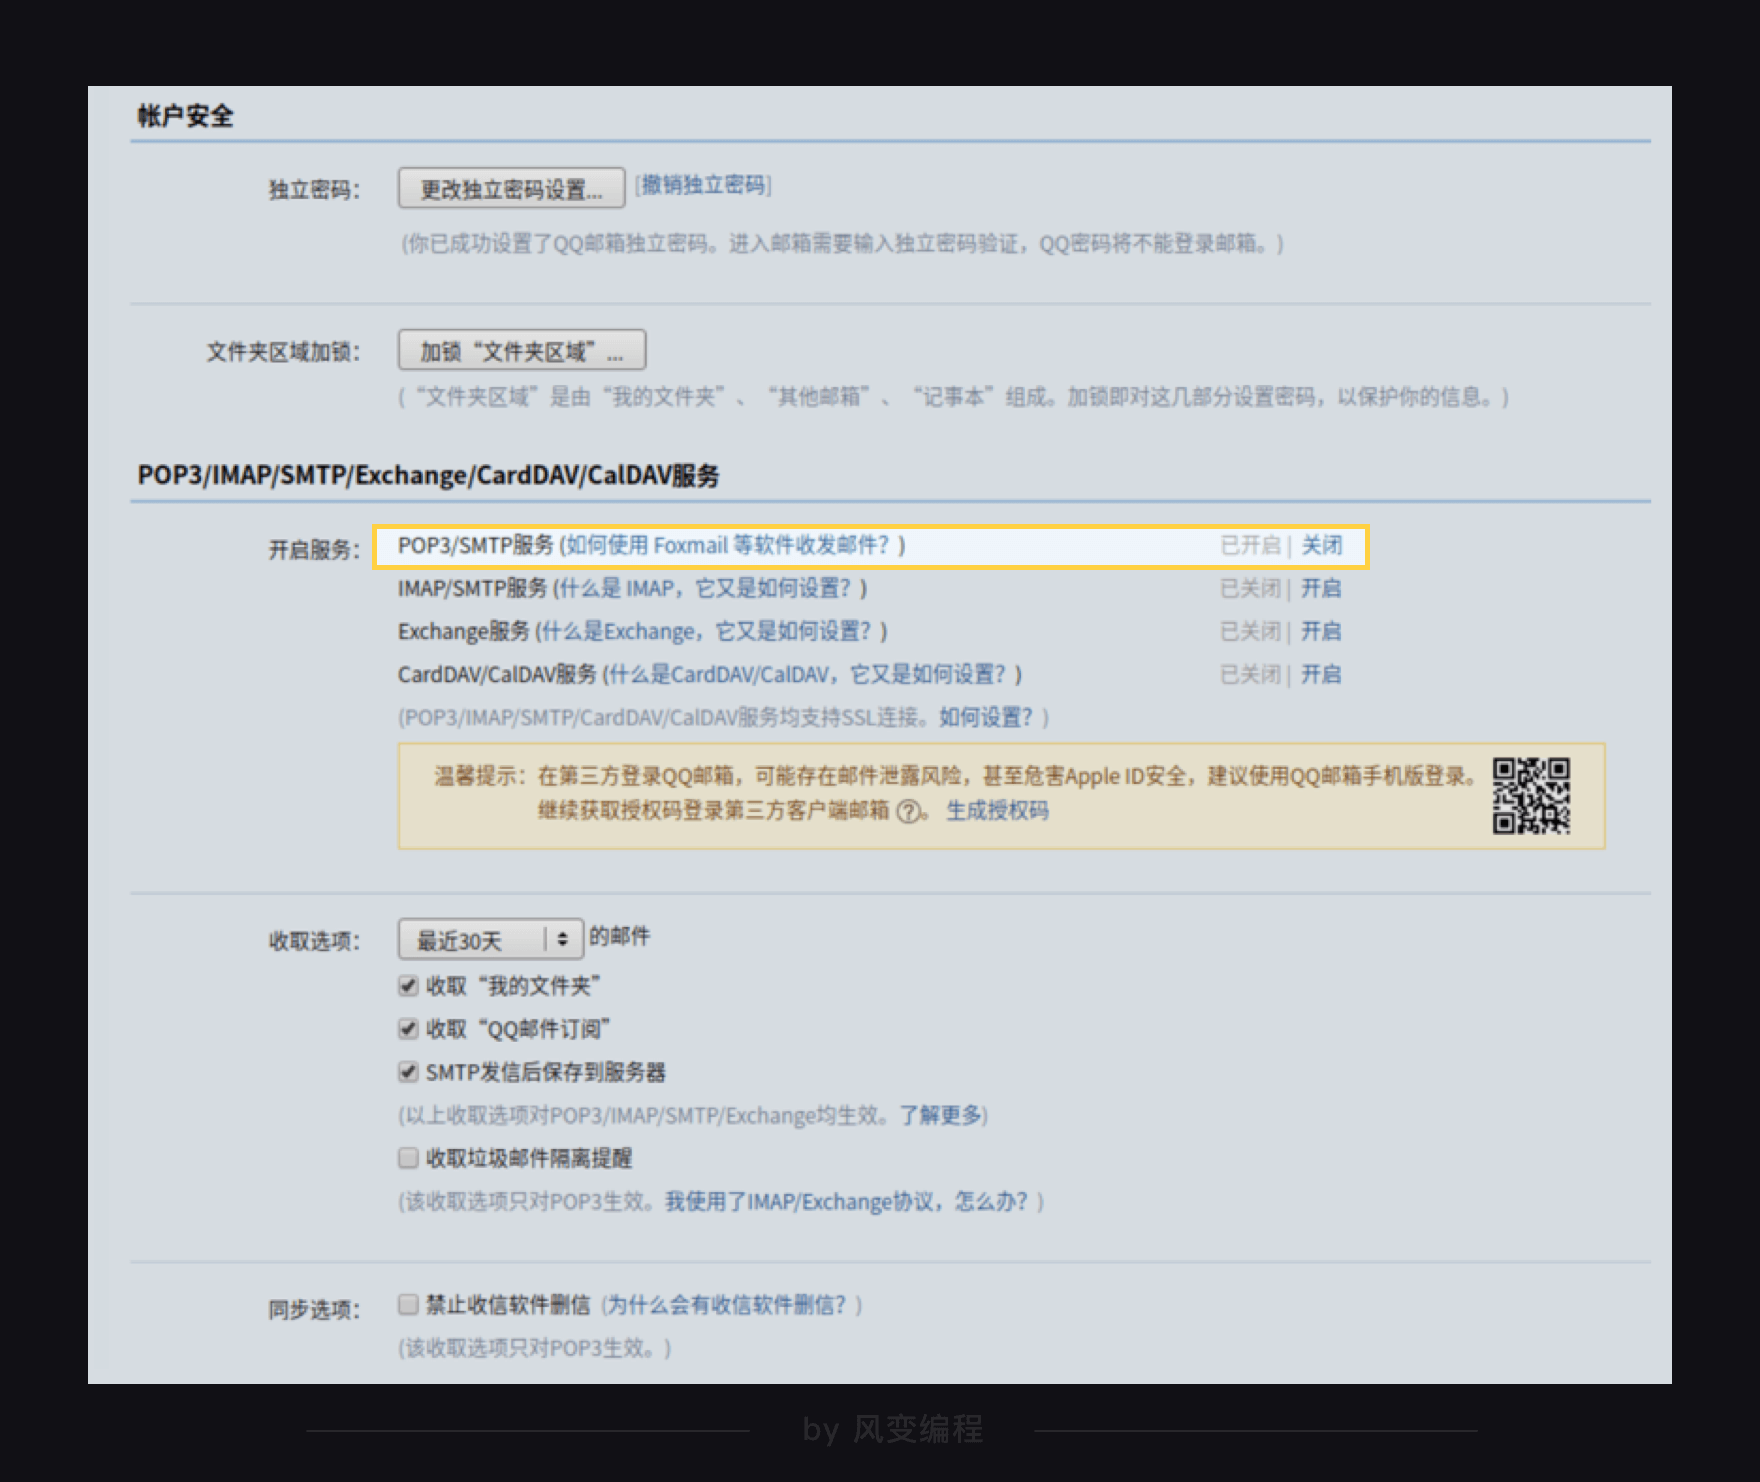 帐户安全
独立密码： 更改独立密码设置... [撤销独立密码]
(你已成功设置了QQ邮箱独立密码。进入邮箱需要输入独立密码验证，QQ密码将不能登录邮箱。)
文件夹区域加锁： 加锁“文件夹区域”...
(“文件夹区域”是由“我的文件夹”、“其他邮箱”、“记事本”组成。加锁即对这几部分设置密码，以保护你的信息。)
POP3/IMAP/SMTP/Exchange/CardDAV/CalDAV服务
开启服务： POP3/SMTP服务 (如何使用 Foxmail 等软件收发邮件？) 已开启 | 关闭
IMAP/SMTP服务 (什么是 IMAP，它又是如何设置？) 已关闭 | 开启
Exchange服务 (什么是Exchange，它又是如何设置？) 已关闭 | 开启
CardDAV/CalDAV服务 (什么是CardDAV/CalDAV，它又是如何设置？) 已关闭 | 开启
(POP3/IMAP/SMTP/CardDAV/CalDAV服务均支持SSL连接。如何设置？)
温馨提示：在第三方登录QQ邮箱，可能存在邮件泄露风险，甚至危害Apple ID安全，建议使用QQ邮箱手机版登录。
继续获取授权码登录第三方客户端邮箱 ?。 生成授权码
收取选项： 最近30天 的邮件
收取“我的文件夹”
收取“QQ邮件订阅”
SMTP发信后保存到服务器
(以上收取选项对POP3/IMAP/SMTP/Exchange均生效。了解更多)
收取垃圾邮件隔离提醒
(该收取选项只对POP3生效。我使用了IMAP/Exchange协议，怎么办？)
同步选项： 禁止收信软件删信 (为什么会有收信软件删信？)
(该收取选项只对POP3生效。)
by 风变编程